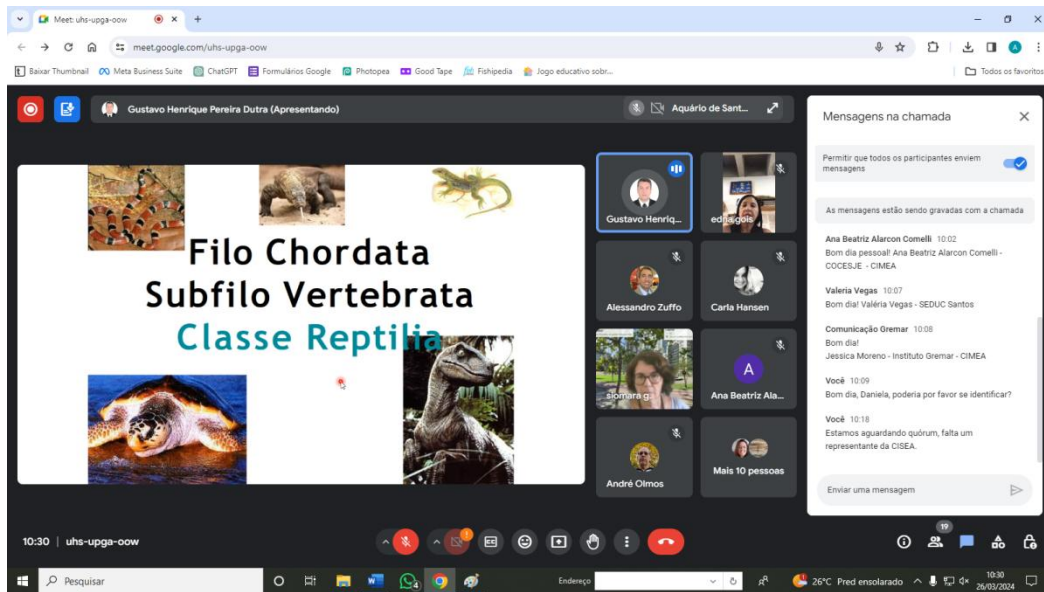 Meet: uhs-upga-oow
meet.google.com/uhs-upga-oow
Baixar Thumbnail Meta Business Suite ChatGPT Formulários Google Photopea Good Tape Fishipedia Jogo educativo sobr... Todos os favoritos
Gustavo Henrique Pereira Dutra (Apresentando)
Aquário de Sant...
Filo Chordata
Subfilo Vertebrata
Classe Reptilia
Gustavo Henriq...
edna gois
Alessandro Zuffo
Carla Hansen
siomara g...
A
Ana Beatriz Ala...
André Olmos
Mais 10 pessoas
Mensagens na chamada
Permitir que todos os participantes enviem
mensagens
As mensagens estão sendo gravadas com a chamada
Ana Beatriz Alarcon Comelli 10:02
Bom dia pessoal! Ana Beatriz Alarcon Comelli -
COCESJE - CIMEA
Valeria Vegas 10:07
Bom dia! Valéria Vegas - SEDUC Santos
Comunicação Gremar 10:08
Bom dia!
Jessica Moreno - Instituto Gremar - CIMEA
Você 10:09
Bom dia, Daniela, poderia por favor se identificar?
Você 10:18
Estamos aguardando quórum, falta um
representante da CISEA.
Enviar uma mensagem
10:30 | uhs-upga-oow
19
Pesquisar
4
Endereço
26°C Pred ensolarado
10:30
26/03/2024